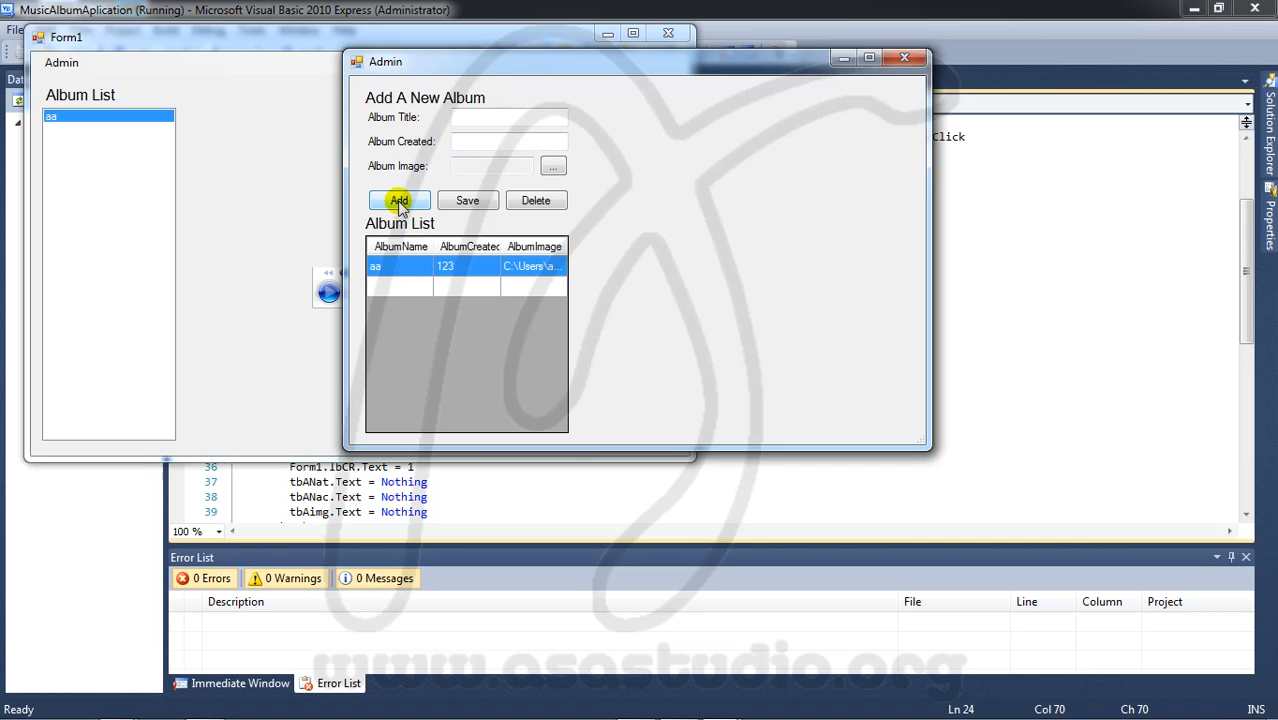 MusicAlbumAplication (Running) - Microsoft Visual Basic 2010 Express (Administrator)
Form1
Admin
Album List
aa
Admin
Add A New Album
Album Title:
Album Created:
Album Image:
...
Add
Save
Delete
Album List
AlbumName
AlbumCreated
AlbumImage
aa
123
C:\Users\a...
Click
Solution Explorer
Properties
36 Form1.lbCR.Text = 1
37 tbANat.Text = Nothing
38 tbANac.Text = Nothing
39 tbAimg.Text = Nothing
100 %
Error List
0 Errors
0 Warnings
0 Messages
Description
File
Line
Column
Project
www.osostudio.org
Immediate Window
Error List
Ready
Ln 24
Col 70
Ch 70
INS